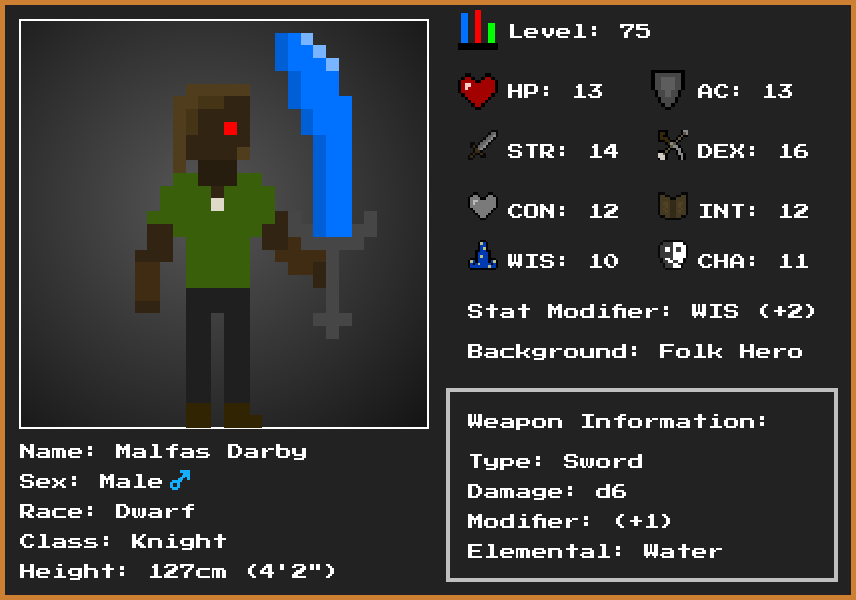 Level: 75
HP: 13
AC: 13
STR: 14
DEX: 16
CON: 12
INT: 12
WIS: 10
CHA: 11
Stat Modifier: WIS (+2)
Background: Folk Hero
Weapon Information:
Type: Sword
Damage: d6
Modifier: (+1)
Elemental: Water
Name: Malfas Darby
Sex: Male♂
Race: Dwarf
Class: Knight
Height: 127cm (4'2")